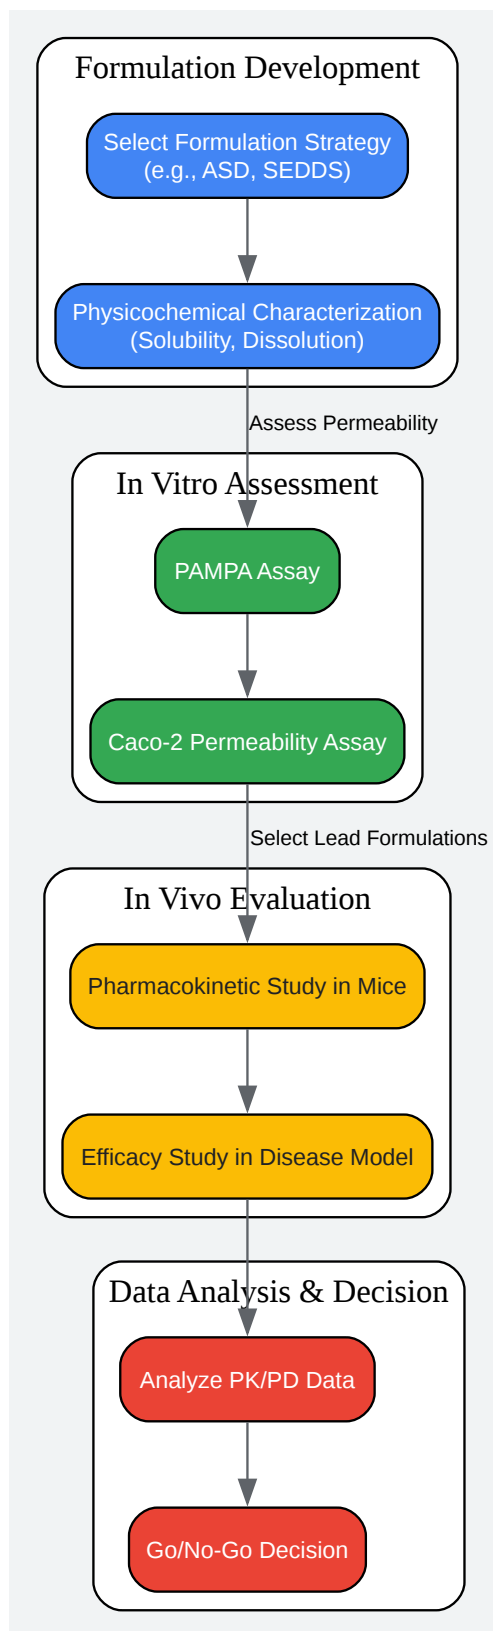 Formulation Development
Select Formulation Strategy
(e.g., ASD, SEDDS)
Physicochemical Characterization
(Solubility, Dissolution)
Assess Permeability
In Vitro Assessment
PAMPA Assay
Caco-2 Permeability Assay
Select Lead Formulations
In Vivo Evaluation
Pharmacokinetic Study in Mice
Efficacy Study in Disease Model
Data Analysis & Decision
Analyze PK/PD Data
Go/No-Go Decision